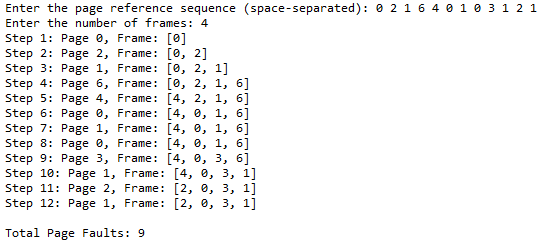 Enter the page reference sequence (space-separated): 0 2 1 6 4 0 1 0 3 1 2 1
Enter the number of frames: 4
Step 1: Page 0, Frame: [0]
Step 2: Page 2, Frame: [0, 2]
Step 3: Page 1, Frame: [0, 2, 1]
Step 4: Page 6, Frame: [0, 2, 1, 6]
Step 5: Page 4, Frame: [4, 2, 1, 6]
Step 6: Page 0, Frame: [4, 0, 1, 6]
Step 7: Page 1, Frame: [4, 0, 1, 6]
Step 8: Page 0, Frame: [4, 0, 1, 6]
Step 9: Page 3, Frame: [4, 0, 3, 6]
Step 10: Page 1, Frame: [4, 0, 3, 1]
Step 11: Page 2, Frame: [2, 0, 3, 1]
Step 12: Page 1, Frame: [2, 0, 3, 1]
Total Page Faults: 9